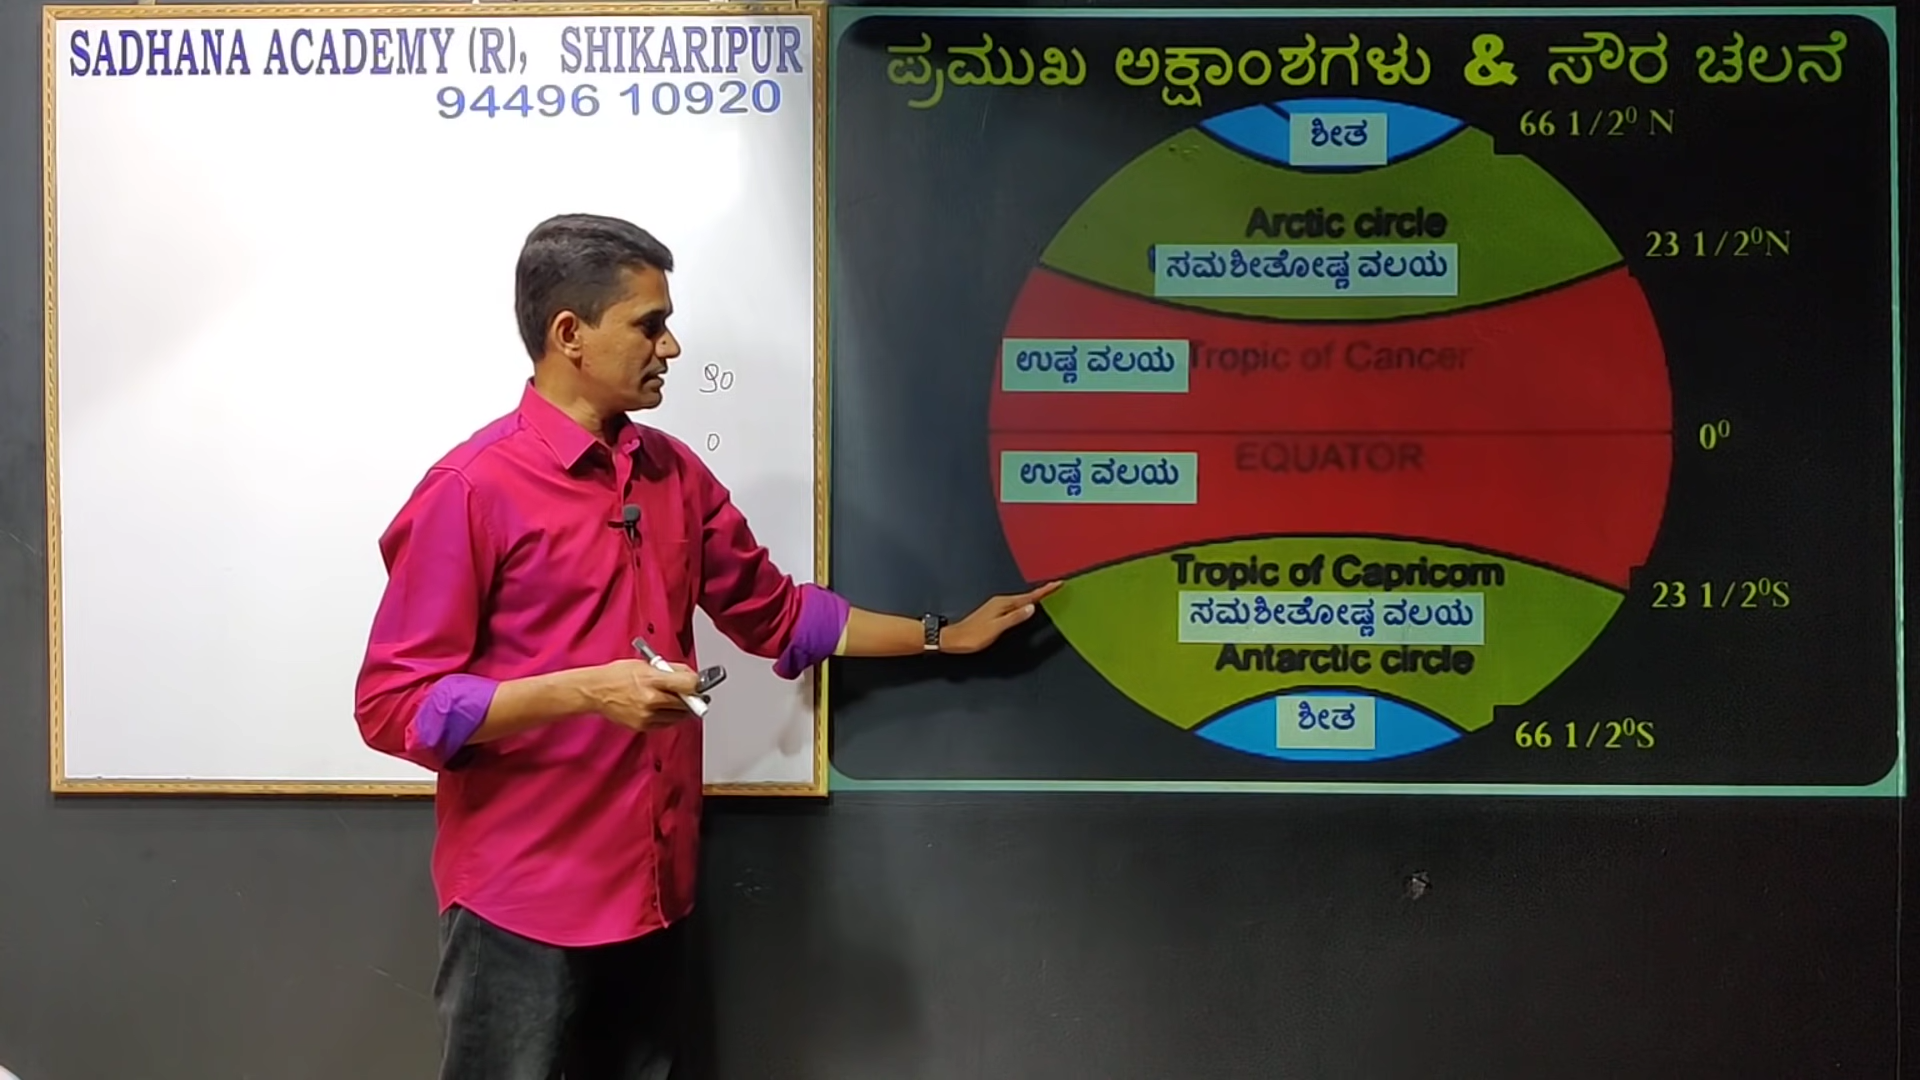 SADHANA ACADEMY (R), SHIKARIPUR
94496 10920
90
0
ಪ್ರಮುಖ ಅಕ್ಷಾಂಶಗಳು & ಸೌರ ಚಲನೆ
66 1/2⁰ N
ಶೀತ
Arctic circle
23 1/2⁰N
ಸಮಶೀತೋಷ್ಣ ವಲಯ
ಉಷ್ಣ ವಲಯ Tropic of Cancer
0⁰
EQUATOR
ಉಷ್ಣ ವಲಯ
Tropic of Capricorn
23 1/2⁰S
ಸಮಶೀತೋಷ್ಣ ವಲಯ
Antarctic circle
ಶೀತ
66 1/2⁰S